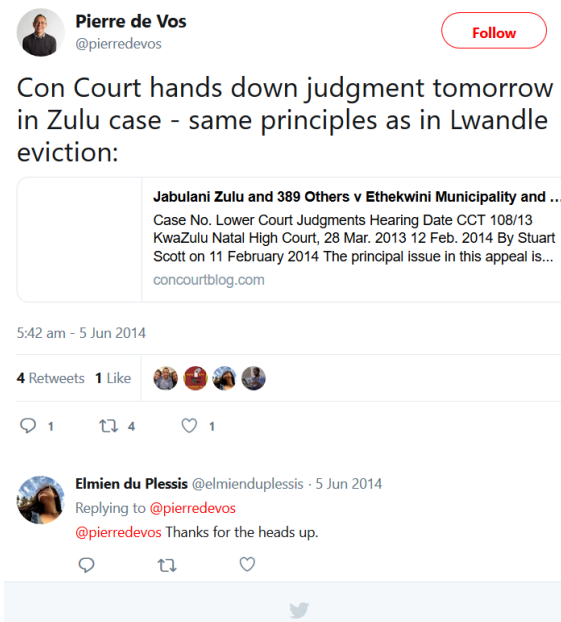 Pierre de Vos
@pierredevos
Follow
Con Court hands down judgment tomorrow
in Zulu case - same principles as in Lwandle
eviction:
Jabulani Zulu and 389 Others v Ethekwini Municipality and ...
Case No. Lower Court Judgments Hearing Date CCT 108/13
KwaZulu Natal High Court, 28 Mar. 2013 12 Feb. 2014 By Stuart
Scott on 11 February 2014 The principal issue in this appeal is...
concourtblog.com
5:42 am - 5 Jun 2014
4 Retweets 1 Like
1 4 1
Elmien du Plessis @elmienduplessis · 5 Jun 2014
Replying to @pierredevos
@pierredevos Thanks for the heads up.